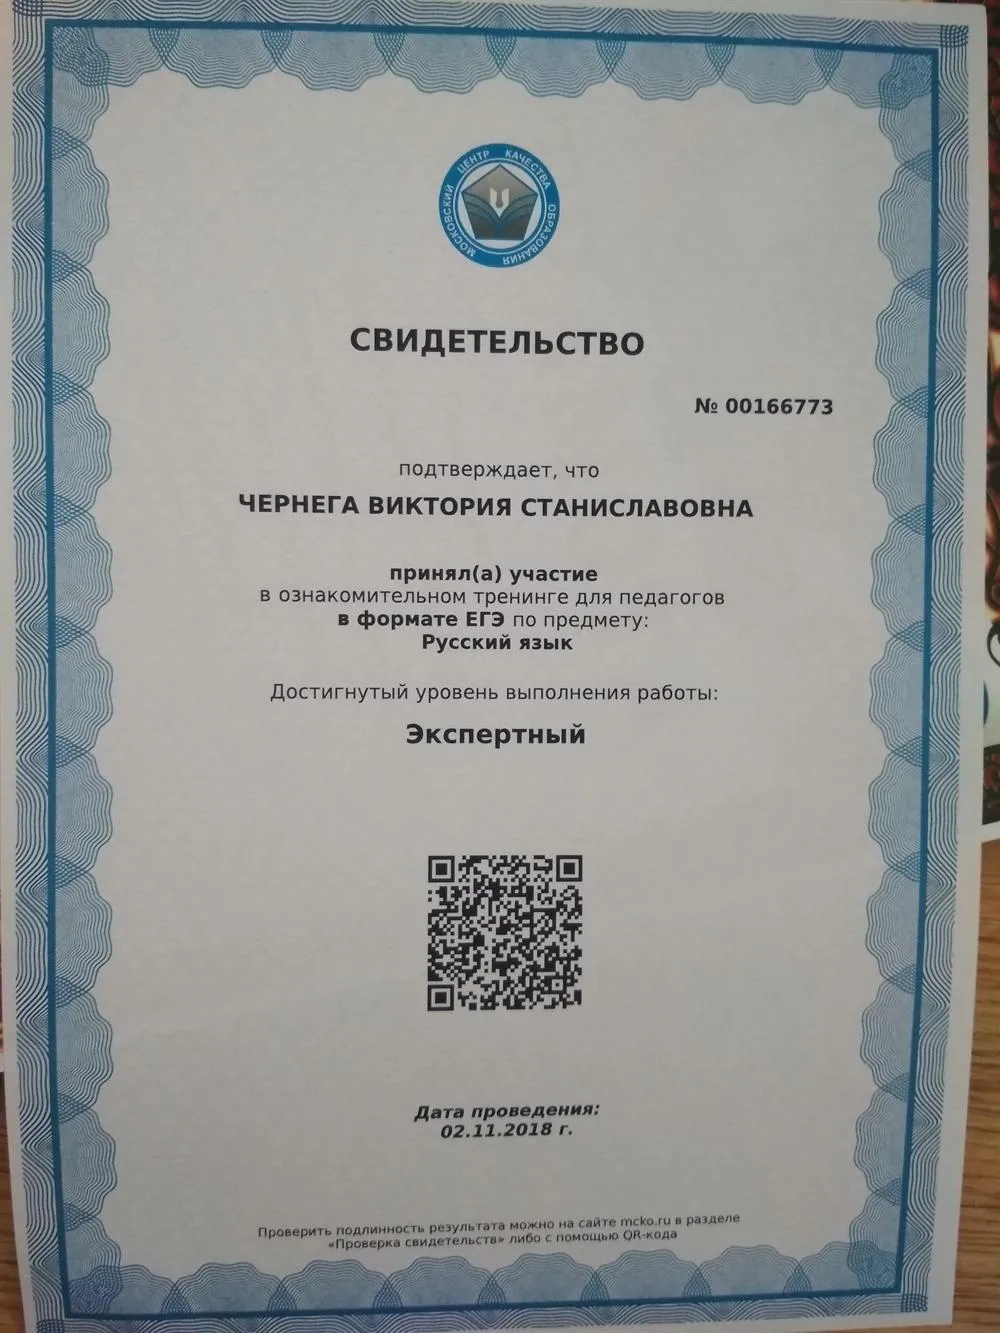 МОСКОВСКИЙ ЦЕНТР КАЧЕСТВА ОБРАЗОВАНИЯ
СВИДЕТЕЛЬСТВО
№ 00166773
подтверждает, что
ЧЕРНЕГА ВИКТОРИЯ СТАНИСЛАВОВНА
принял(а) участие
в ознакомительном тренинге для педагогов
в формате ЕГЭ по предмету:
Русский язык
Достигнутый уровень выполнения работы:
Экспертный
Дата проведения:
02.11.2018 г.
Проверить подлинность результата можно на сайте mcko.ru в разделе
«Проверка свидетельств» либо с помощью QR-кода